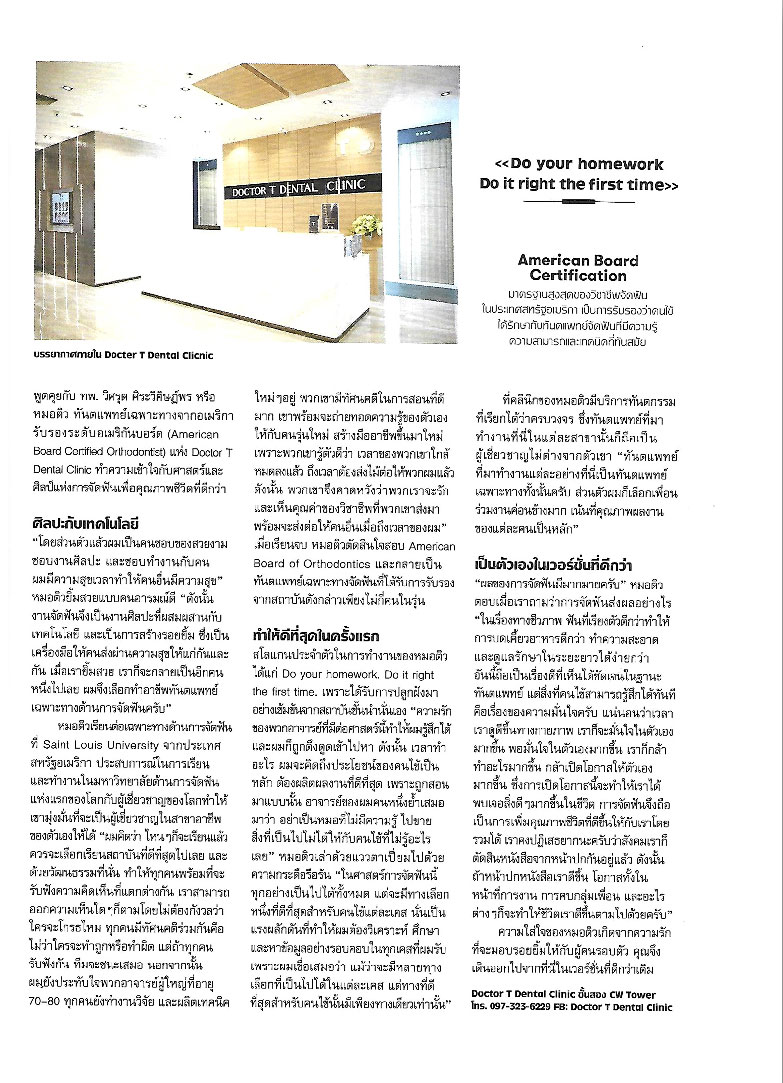 DOCTOR T DENTAL CLINIC
<<Do your homework
Do it right the first time>>
American Board
Certification
มาตรฐานสูงสุดของวิชาชีพจัดฟัน
ในประเทศสหรัฐอเมริกา เป็นการรับรองว่าคนไข้
ได้รักษากับทันตแพทย์จัดฟันที่มีความรู้
ความสามารถและเทคนิคที่ทันสมัย
บรรยากาศภายใน Docter T Dental Clicnic
พูดคุยกับ ทพ. วิศรุต ศิระวิศิษฎ์พร หรือ
หมอติว ทันตแพทย์เฉพาะทางจากอเมริกา
รับรองระดับอเมริกันบอร์ด (American
Board Certified Orthodontist) แห่ง Doctor T
Dental Clinic ทำความเข้าใจกับศาสตร์และ
ศิลป์แห่งการจัดฟันเพื่อคุณภาพชีวิตที่ดีกว่า
ศิลปะกับเทคโนโลยี
“โดยส่วนตัวแล้วผมเป็นคนชอบของสวยงาม
ชอบงานศิลปะ และชอบทำงานกับคน
ผมมีความสุขเวลาทำให้คนอื่นมีความสุข”
หมอติวยิ้มสวยแบบคนอารมณ์ดี “ดังนั้น
งานจัดฟันจึงเป็นงานศิลปะที่ผสมผสานกับ
เทคโนโลยี และเป็นการสร้างรอยยิ้ม ซึ่งเป็น
เครื่องมือให้คนส่งผ่านความสุขให้แก่กันและ
กัน เมื่อเรายิ้มสวย เราก็จะกลายเป็นอีกคน
หนึ่งไปเลย ผมจึงเลือกทำอาชีพทันตแพทย์
เฉพาะทางด้านการจัดฟันครับ”
หมอติวเรียนต่อเฉพาะทางด้านการจัดฟัน
ที่ Saint Louis University จากประเทศ
สหรัฐอเมริกา ประสบการณ์ในการเรียน
และทำงานในมหาวิทยาลัยด้านการจัดฟัน
แห่งแรกของโลกกับผู้เชี่ยวชาญของโลกทำให้
เขามุ่งมั่นที่จะเป็นผู้เชี่ยวชาญในสาขาอาชีพ
ของตัวเองให้ได้ “ผมคิดว่า ไหนๆก็จะเรียนแล้ว
ควรจะเลือกเรียนสถาบันที่ดีที่สุดไปเลย และ
ด้วยวัฒนธรรมที่นั่น ทำให้ทุกคนพร้อมที่จะ
รับฟังความคิดเห็นที่แตกต่างกัน เราสามารถ
ออกความเห็นใดๆก็ตามโดยไม่ต้องกังวลว่า
ใครจะโกรธไหม ทุกคนมีทัศนคติร่วมกันคือ
ไม่ว่าใครจะทำถูกหรือทำผิด แต่ถ้าทุกคน
รับฟังกัน ทีมจะชนะเสมอ นอกจากนั้น
ผมยังประทับใจพวกอาจารย์ผู้ใหญ่ที่อายุ
70-80 ทุกคนยังทำงานวิจัย และผลิตเทคนิค
ใหม่ๆอยู่ พวกเขามีทัศนคติในการสอนที่ดี
มาก เขาพร้อมจะถ่ายทอดความรู้ของตัวเอง
ให้กับคนรุ่นใหม่ สร้างมืออาชีพขึ้นมาใหม่
เพราะพวกเขารู้ตัวดีว่า เวลาของพวกเขาใกล้
หมดลงแล้ว ถึงเวลาต้องส่งไม้ต่อให้พวกผมแล้ว
ดังนั้น พวกเขาจึงคาดหวังว่าพวกเราจะรัก
และเห็นคุณค่าของวิชาชีพที่พวกเขาส่งมา
พร้อมจะส่งต่อให้คนอื่นเมื่อถึงเวลาของผม”
เมื่อเรียนจบ หมอติวตัดสินใจสอบ American
Board of Orthodontics และกลายเป็น
ทันตแพทย์เฉพาะทางจัดฟันที่ได้รับการรับรอง
จากสถาบันดังกล่าวเพียงไม่กี่คนในรุ่น
ทำให้ดีที่สุดในครั้งแรก
สโลแกนประจำตัวในการทำงานของหมอติว
ได้แก่ Do your homework. Do it right
the first time. เพราะได้รับการปลูกฝังมา
อย่างเข้มข้นจากสถาบันชั้นนำนั่นเอง “ความรัก
ของพวกอาจารย์ที่มีต่อศาสตร์นี้ทำให้ผมรู้สึกได้
และผมก็ถูกดึงดูดเข้าไปหา ดังนั้น เวลาทำ
อะไร ผมจะคิดถึงประโยชน์ของคนไข้เป็น
หลัก ต้องผลิตผลงานที่ดีที่สุด เพราะถูกสอน
มาแบบนั้น อาจารย์ของผมคนหนึ่งย้ำเสมอ
มาว่า อย่าเป็นหมอที่ไม่มีความรู้ ไปขาย
สิ่งที่เป็นไปไม่ได้ให้กับคนไข้ที่ไม่รู้อะไร
เลย” หมอติวเล่าด้วยแววตาเปี่ยมไปด้วย
ความกระตือรือร้น “ในศาสตร์การจัดฟันนี้
ทุกอย่างเป็นไปได้ทั้งหมด แต่จะมีทางเลือก
หนึ่งที่ดีที่สุดสำหรับคนไข้แต่ละเคส นั่นเป็น
แรงผลักดันที่ทำให้ผมต้องวิเคราะห์ ศึกษา
และหาข้อมูลอย่างรอบคอบในทุกเคสที่ผมรับ
เพราะผมเชื่อเสมอว่า แม้ว่าจะมีหลายทาง
เลือกที่เป็นไปได้ในแต่ละเคส แต่ทางที่ดี
ที่สุดสำหรับคนไข้นั้นมีเพียงทางเดียวเท่านั้น”
ที่คลินิกของหมอติวมีบริการทันตกรรม
ที่เรียกได้ว่าครบวงจร ซึ่งทันตแพทย์ที่มา
ทำงานที่นี่ในแต่ละสาขานั้นก็ถือเป็น
ผู้เชี่ยวชาญไม่ต่างจากตัวเขา “ทันตแพทย์
ที่มาทำงานแต่ละอย่างที่นี่เป็นทันตแพทย์
เฉพาะทางทั้งนั้นครับ ส่วนตัวผมก็เลือกเพื่อน
ร่วมงานค่อนข้างมาก เน้นที่คุณภาพผลงาน
ของแต่ละคนเป็นหลัก”
เป็นตัวเองในเวอร์ชั่นที่ดีกว่า
“ผลของการจัดฟันมีมากมายครับ” หมอติว
ตอบเมื่อเราถามว่าการจัดฟันส่งผลอย่างไร
“ในเรื่องทางชีวภาพ ฟันที่เรียงตัวดีกว่าทำให้
การบดเคี้ยวอาหารดีกว่า ทำความสะอาด
และดูแลรักษาในระยะยาวได้ง่ายกว่า
อันนี้ถือเป็นเรื่องดีที่เห็นได้ชัดเจนในฐานะ
ทันตแพทย์ แต่สิ่งที่คนไข้สามารถรู้สึกได้ทันที
คือเรื่องของความมั่นใจครับ แน่นอนว่าเวลา
เราดูดีขึ้นทางกายภาพ เราก็จะมั่นใจในตัวเอง
มากขึ้น พอมั่นใจในตัวเองมากขึ้น เราก็กล้า
ทำอะไรมากขึ้น กล้าเปิดโอกาสให้ตัวเอง
มากขึ้น ซึ่งการเปิดโอกาสนี้จะทำให้เราได้
พบเจอสิ่งดีๆมากขึ้นในชีวิต การจัดฟันจึงถือ
เป็นการเพิ่มคุณภาพชีวิตที่ดีขึ้นให้กับเราโดย
รวมได้ เราคงปฏิเสธยากนะครับว่าสังคมเราก็
ตัดสินหนังสือจากหน้าปกกันอยู่แล้ว ดังนั้น
ถ้าหน้าปกหนังสือเราดีขึ้น โอกาสทั้งใน
หน้าที่การงาน การคบกลุ่มเพื่อน และอะไร
ต่างๆก็จะทำให้ชีวิตเราดีขึ้นตามไปด้วยครับ”
ความใส่ใจของหมอติวเกิดจากความรัก
ที่จะมอบรอยยิ้มให้กับผู้คนรอบตัว คุณจึง
เดินออกไปจากที่นี่ในเวอร์ชั่นที่ดีกว่าเดิม
Doctor T Dental Clinic ชั้นสอง CW Tower
โทร. 097-323-6229 FB: Doctor T Dental Clinic